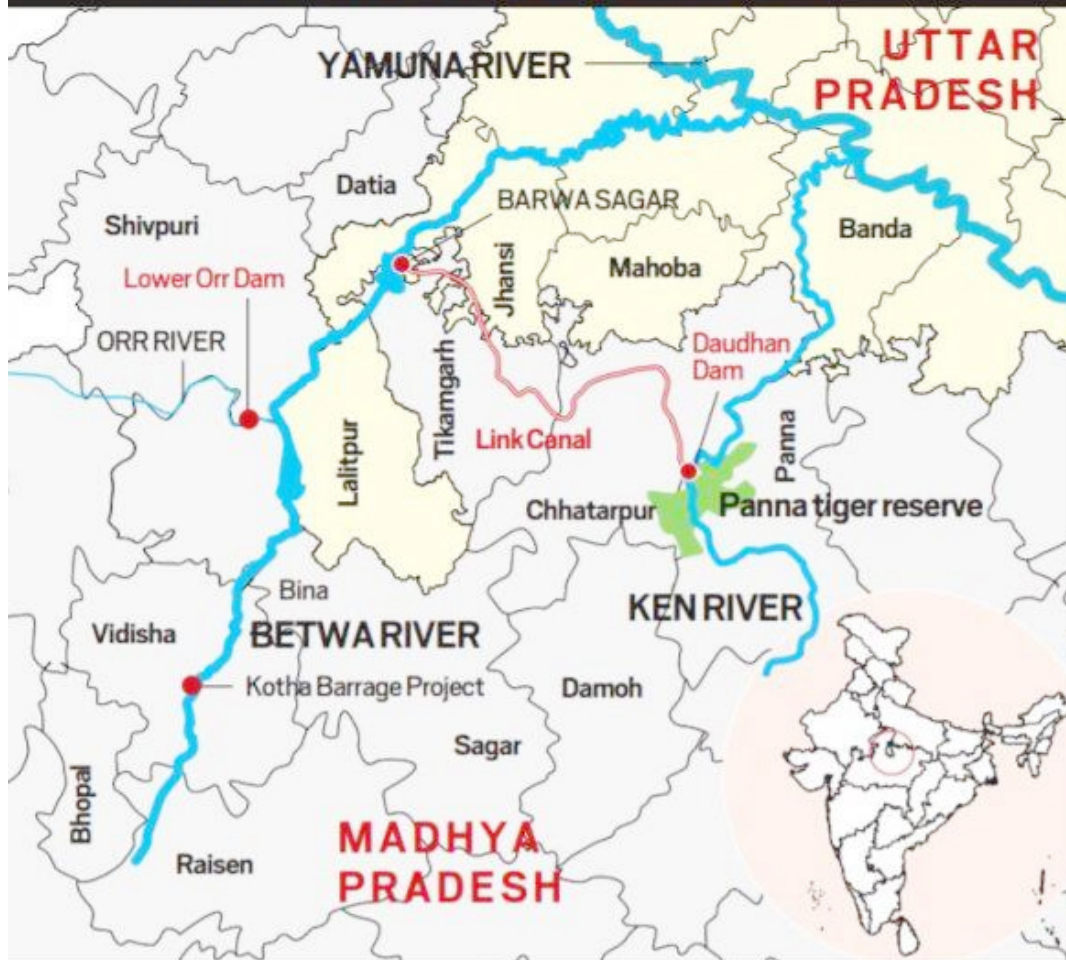 YAMUNA RIVER
UTTAR
PRADESH
Datia
BARWA SAGAR
Shivpuri
Banda
Jhansi
Mahoba
Lower Orr Dam
ORR RIVER
Daudhan
Dam
Tikamgarh
Link Canal
Lalitpur
Panna
Chhatarpur
Panna tiger reserve
Bina
KEN RIVER
Vidisha
BETWA RIVER
Kotha Barrage Project
Damoh
Sagar
Bhopal
MADHYA
PRADESH
Raisen